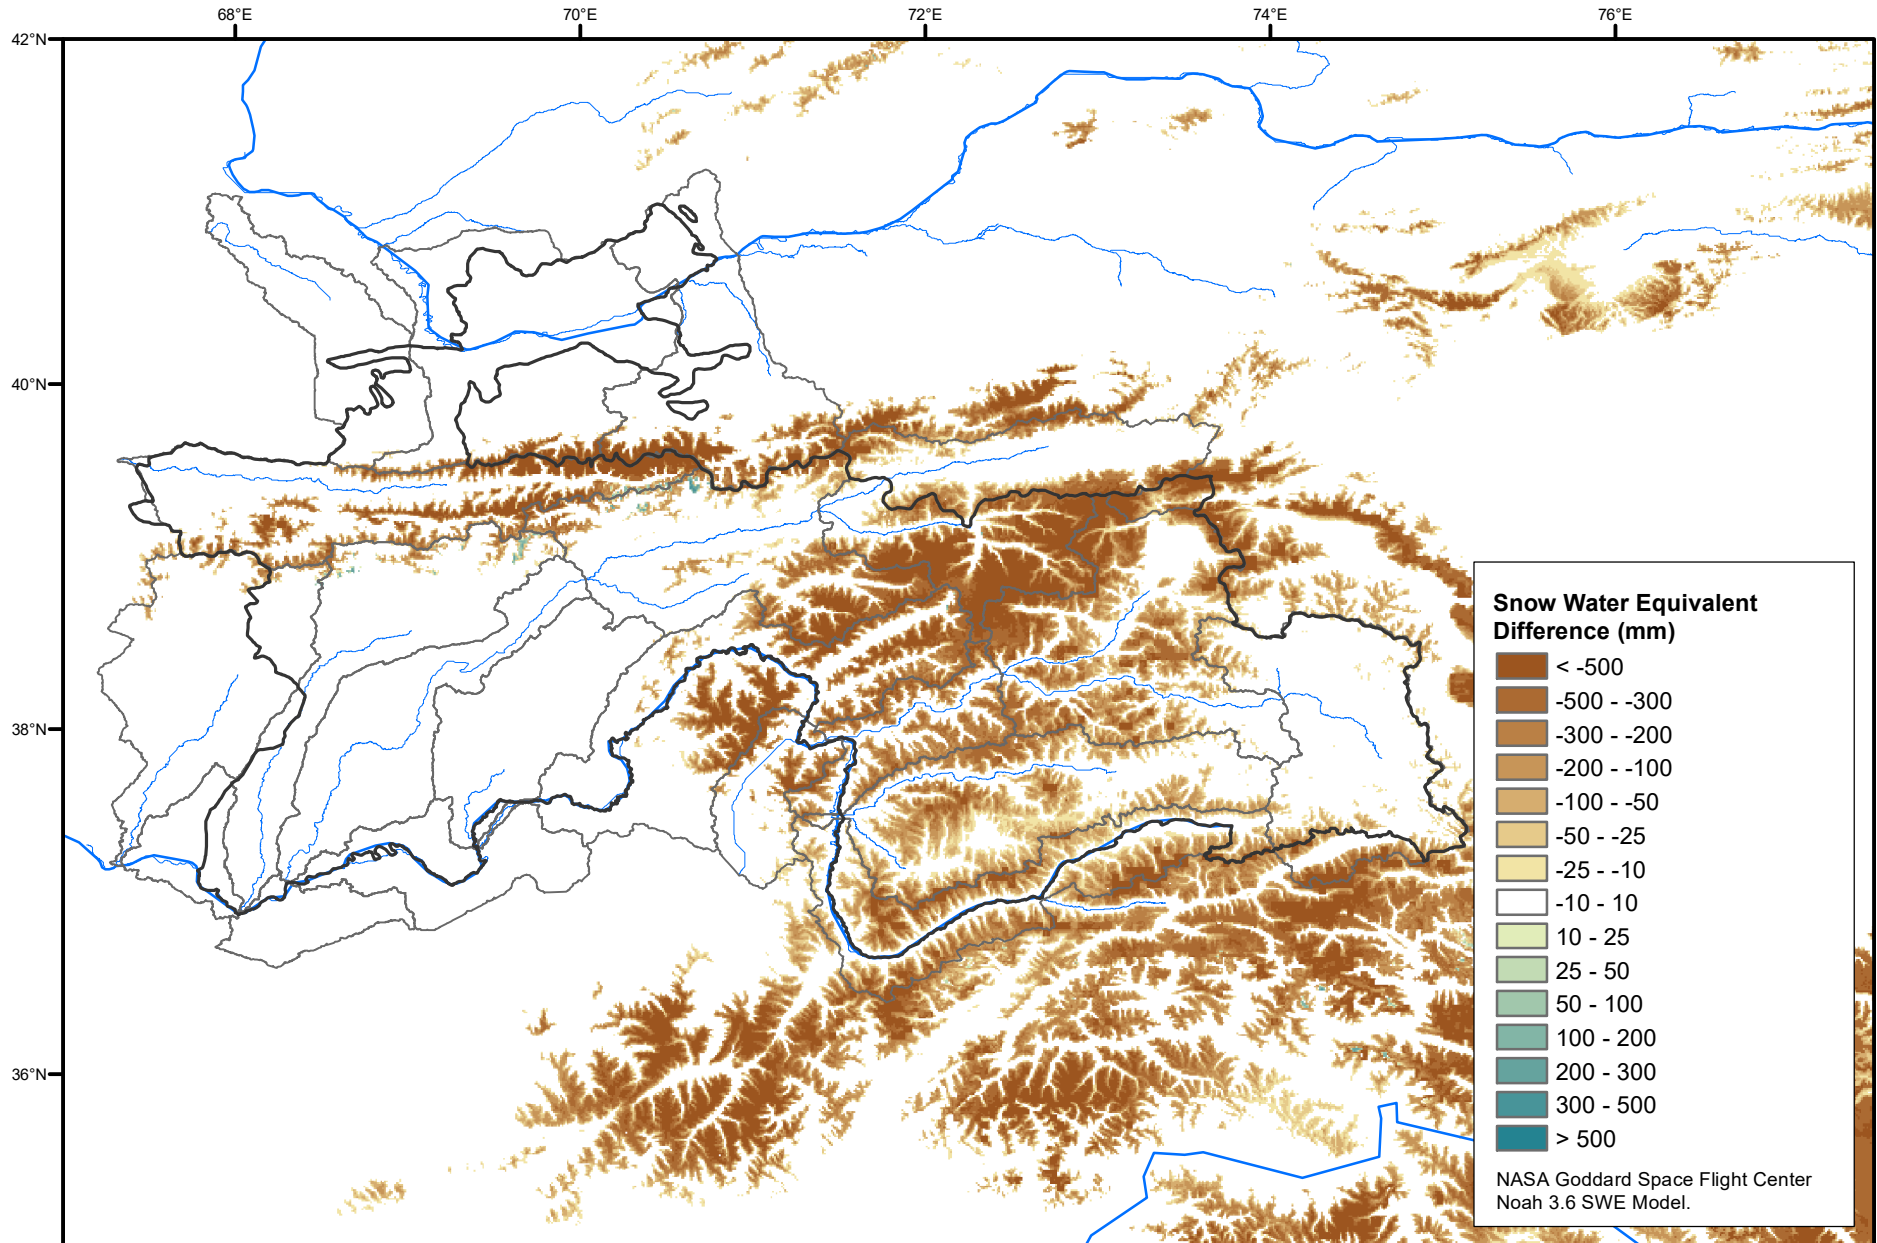 68°E
70°E
72°E
74°E
76°E
42°N
40°N
38°N
36°N
Snow Water Equivalent
Difference (mm)
< -500
-500 - -300
-300 - -200
-200 - -100
-100 - -50
-50 - -25
-25 - -10
-10 - 10
10 - 25
25 - 50
50 - 100
100 - 200
200 - 300
300 - 500
> 500
NASA Goddard Space Flight Center
Noah 3.6 SWE Model.